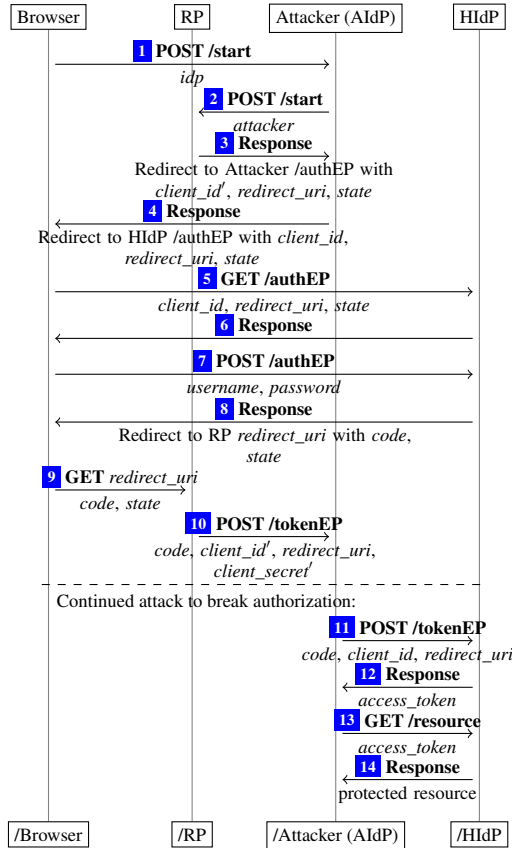 Browser RP Attacker (AIdP) HIdP
1 POST /start
idp
2 POST /start
attacker
3 Response
Redirect to Attacker /authEP with
client_id′, redirect_uri, state
4 Response
Redirect to HIdP /authEP with client_id,
redirect_uri, state
5 GET /authEP
client_id, redirect_uri, state
6 Response
7 POST /authEP
username, password
8 Response
Redirect to RP redirect_uri with code,
state
9 GET redirect_uri
code, state
10 POST /tokenEP
code, client_id′, redirect_uri,
client_secret′
Continued attack to break authorization:
11 POST /tokenEP
code, client_id, redirect_uri
12 Response
access_token
13 GET /resource
access_token
14 Response
protected resource
/Browser /RP /Attacker (AIdP) /HIdP